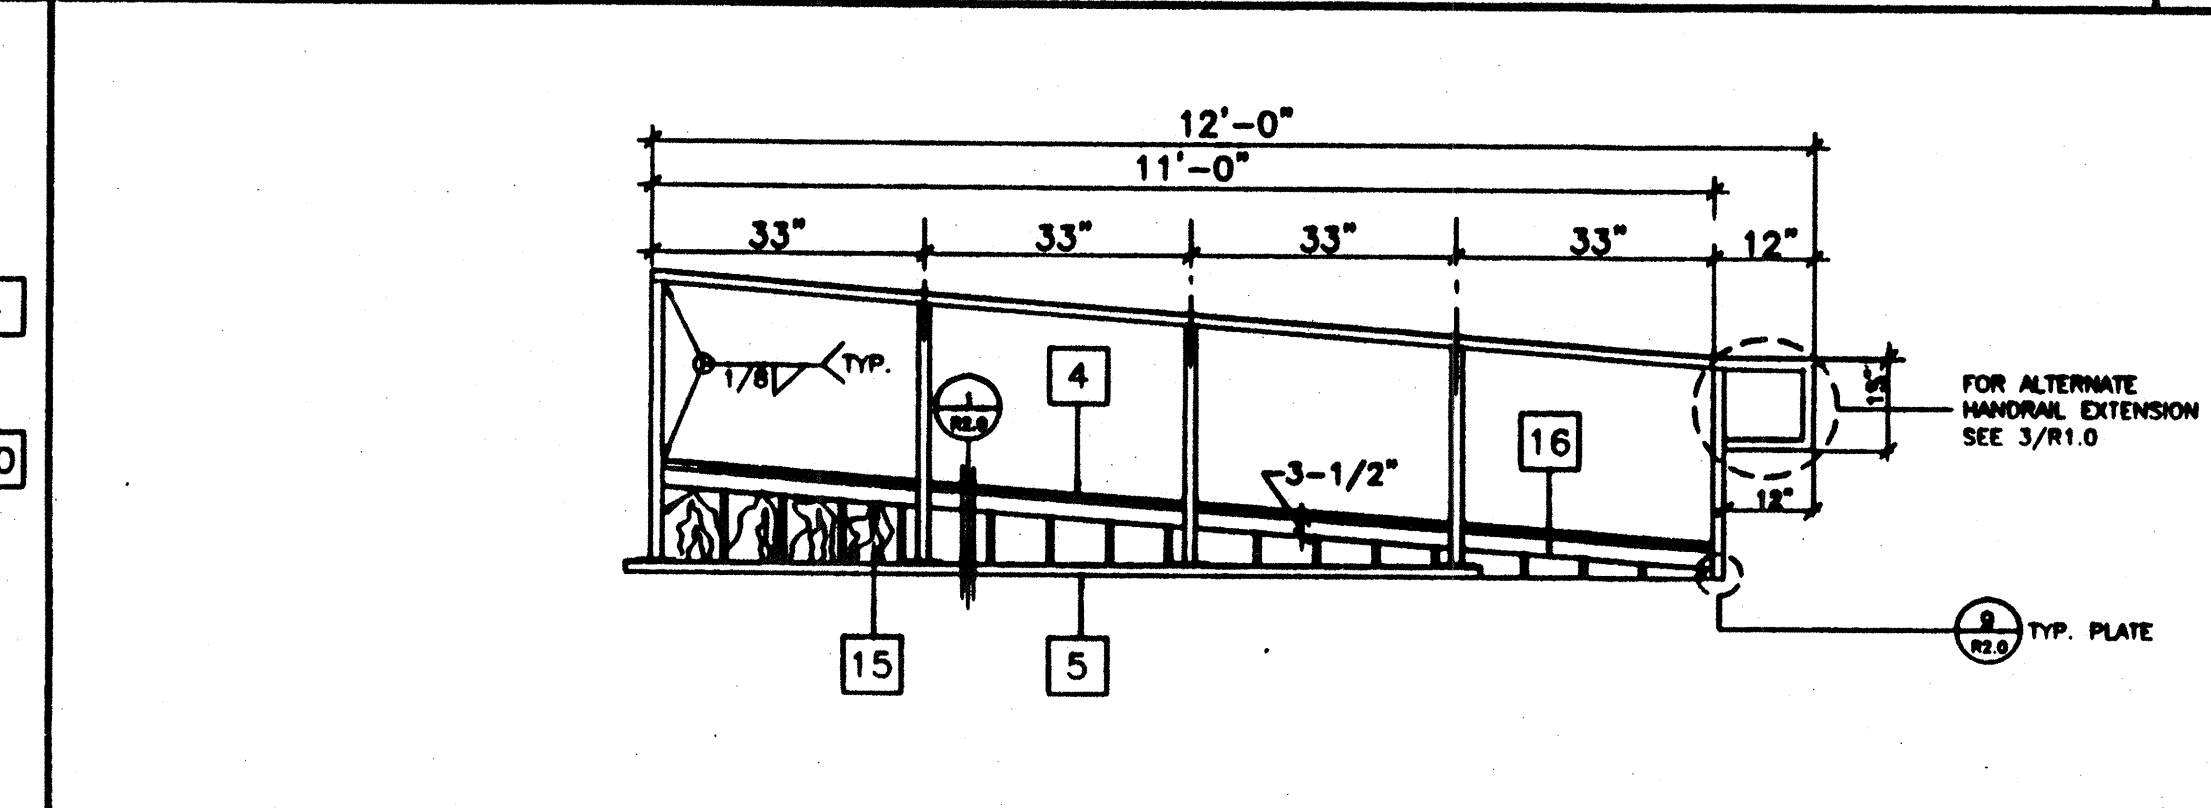 12'-0"
11'-0"
33" 33" 33" 33" 12"
1/8 TYP.
4
1
R2.0
16
3-1/2"
FOR ALTERNATE
HANDRAIL EXTENSION
SEE 3/R1.0
12"
15
5
9
R2.0
TYP. PLATE